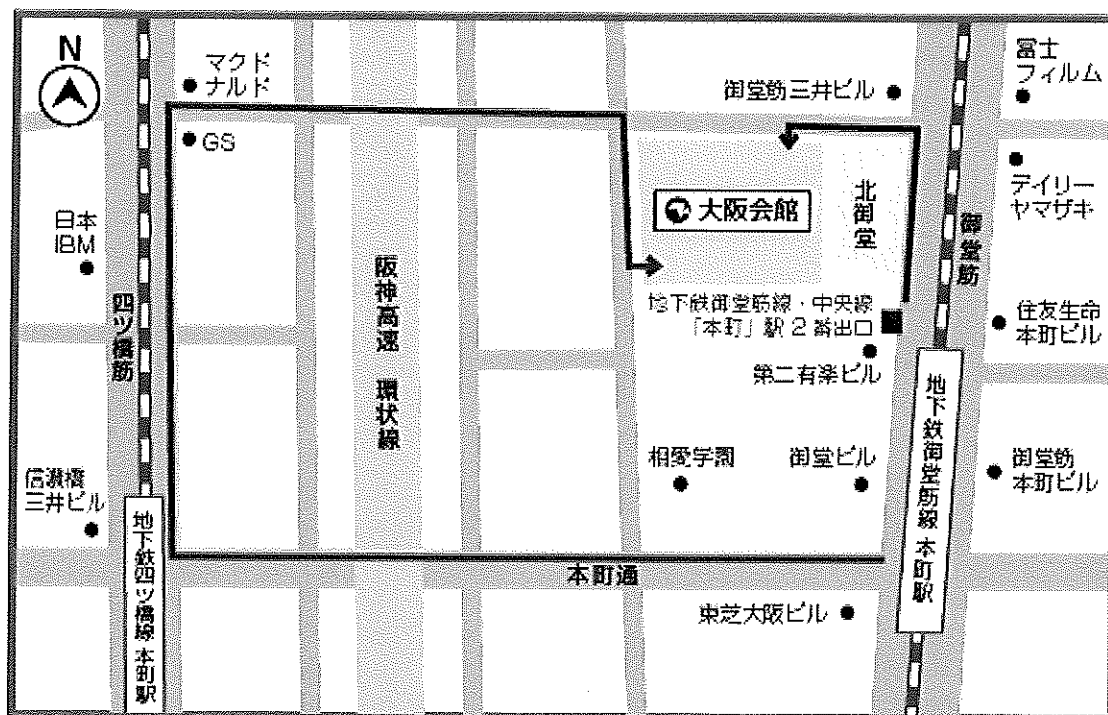 N
マクド
ナルド
御堂筋三井ビル
富士
フィルム
GS
デイリー
ヤマザキ
大阪会館
北御堂
日本
IBM
御堂筋
阪神高速 環状線
四ツ橋筋
地下鉄御堂筋線・中央線
「本町」駅2番出口
住友生命
本町ビル
第二有楽ビル
地下鉄御堂筋線 本町駅
相愛学園
御堂ビル
御堂筋
本町ビル
信濃橋
三井ビル
地下鉄四ツ橋線 本町駅
本町通
東芝大阪ビル